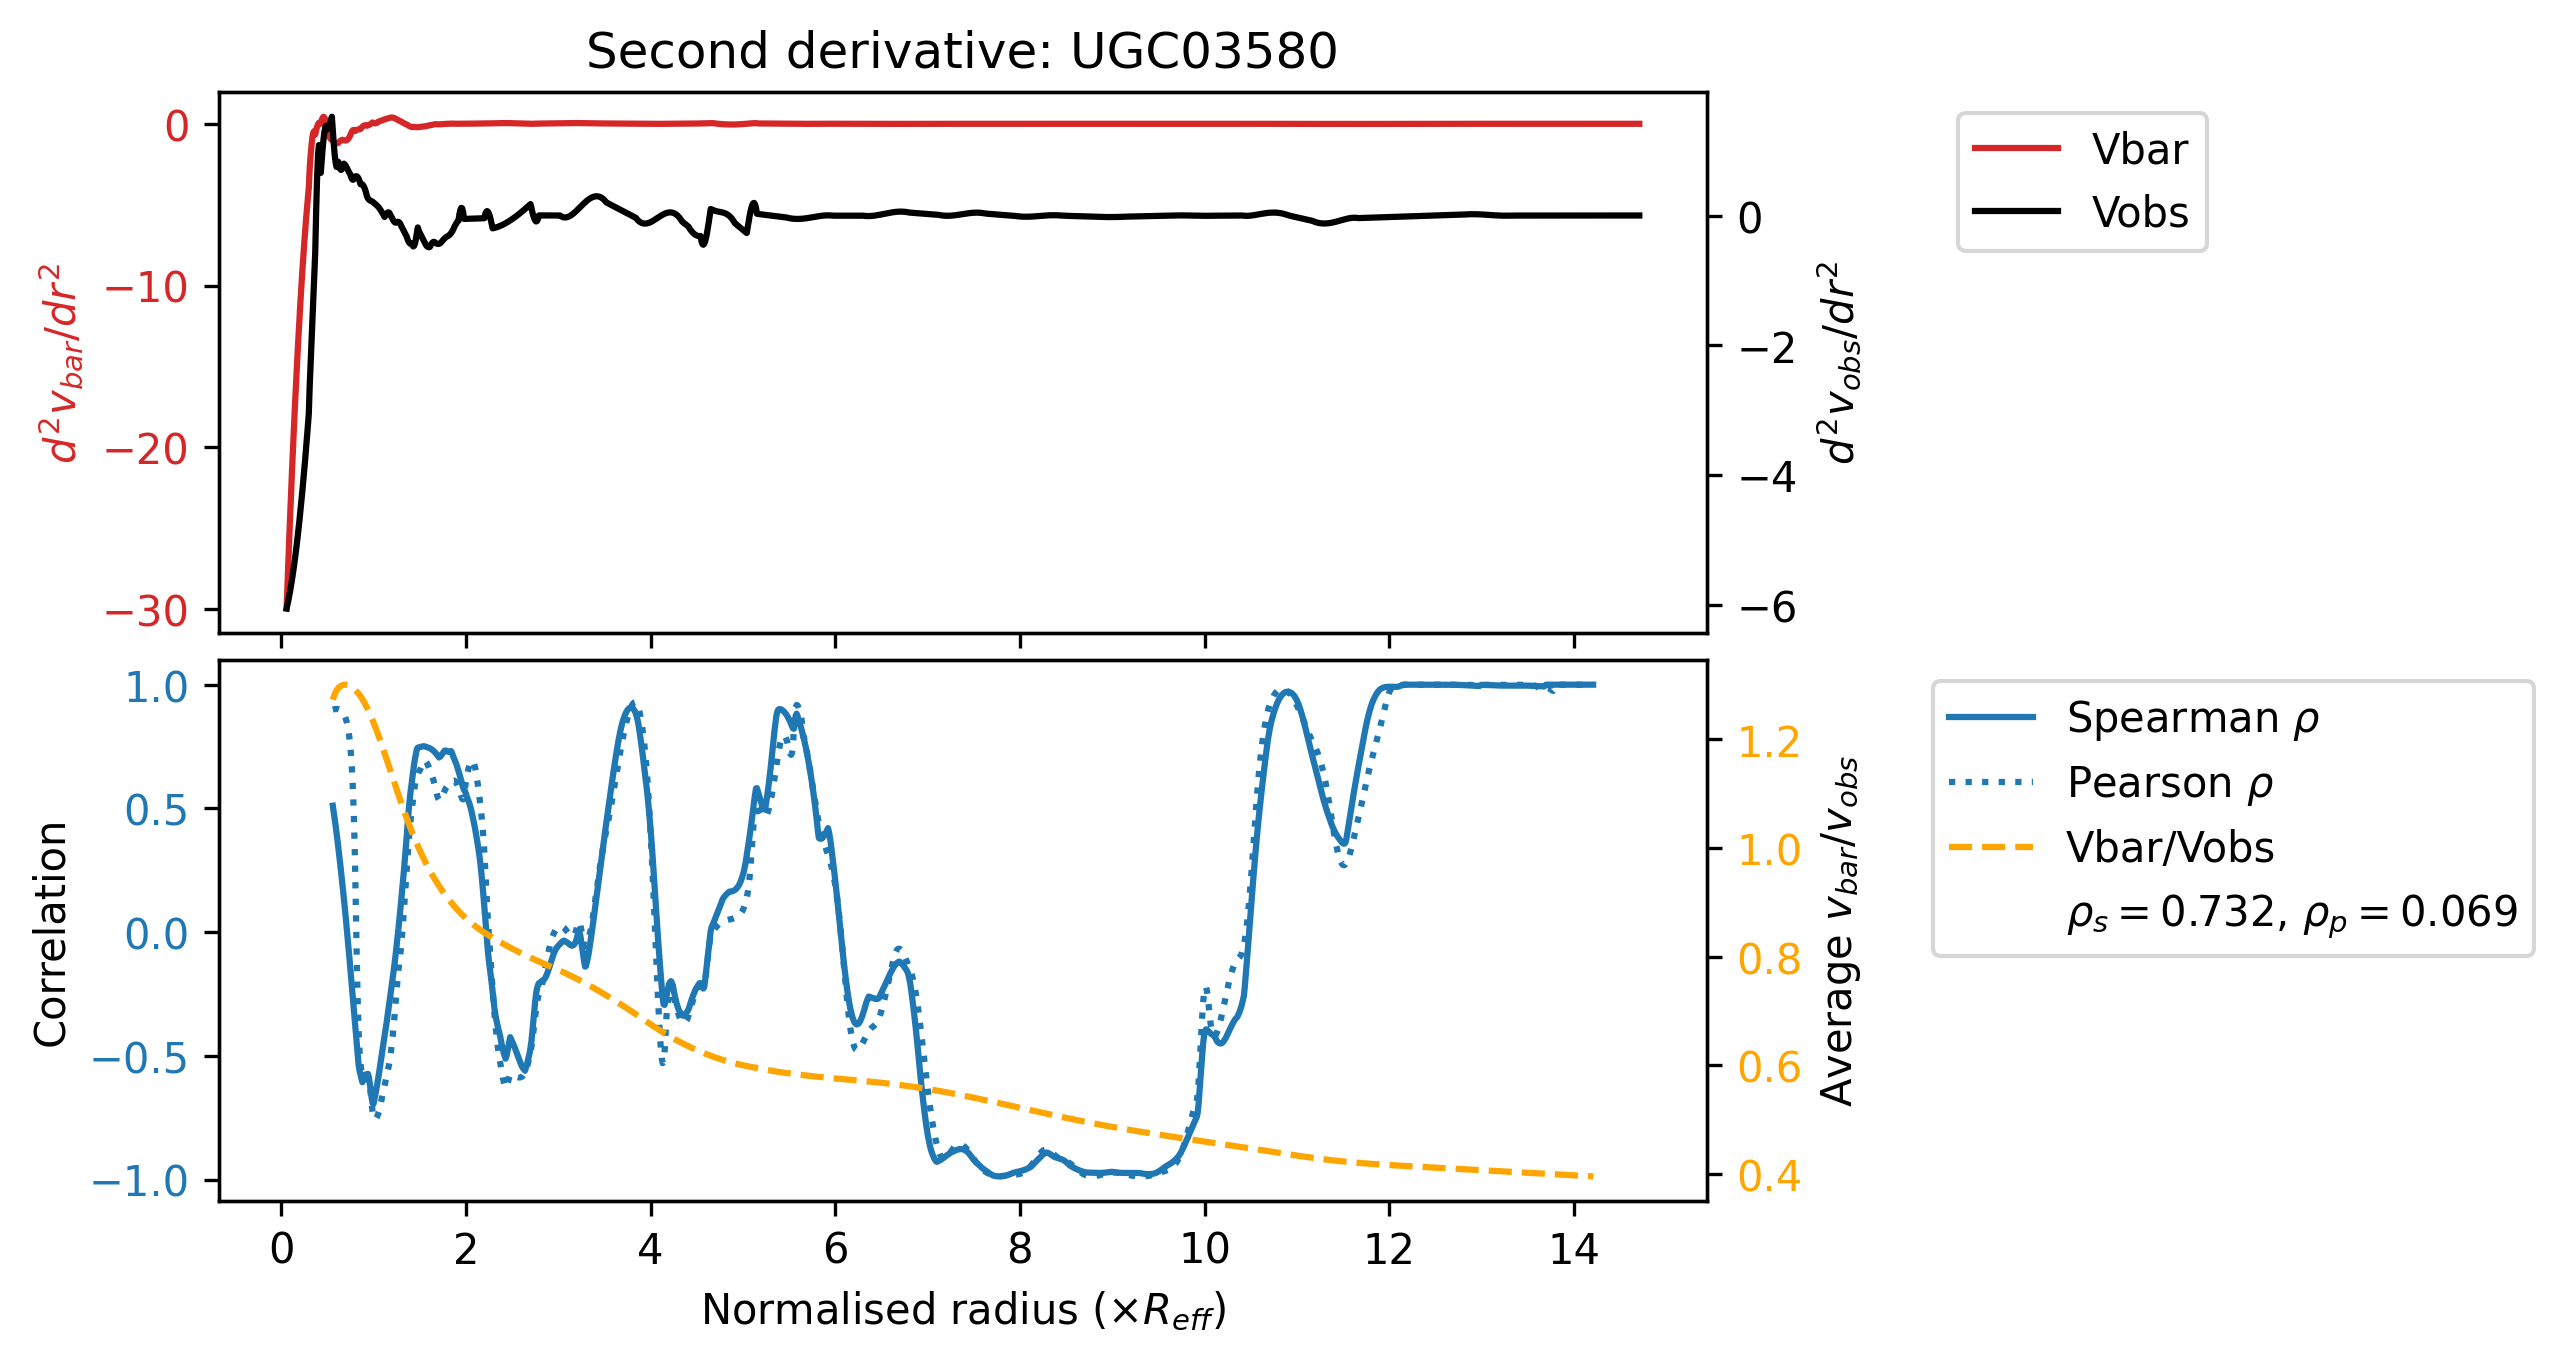 Second derivative: UGC03580
d²v_bar/dr²
0
−10
−20
−30
0
−2
−4
−6
d²v_obs/dr²
Vbar
Vobs
Correlation
1.0
0.5
0.0
−0.5
−1.0
1.2
1.0
0.8
0.6
0.4
Average v_bar/v_obs
Spearman ρ
Pearson ρ
Vbar/Vobs
ρ_s = 0.732, ρ_p = 0.069
0 2 4 6 8 10 12 14
Normalised radius (×R_eff)